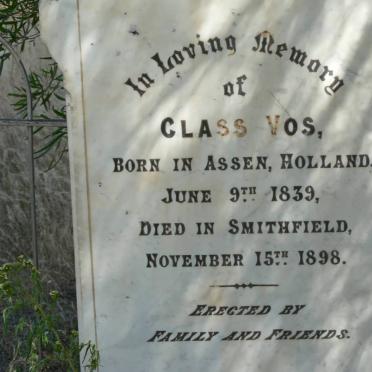 In Loving Memory
of
CLASS VOS,
BORN IN ASSEN, HOLLAND,
JUNE 9TH 1839,
DIED IN SMITHFIELD,
NOVEMBER 15TH 1898.
ERECTED BY
FAMILY AND FRIENDS.